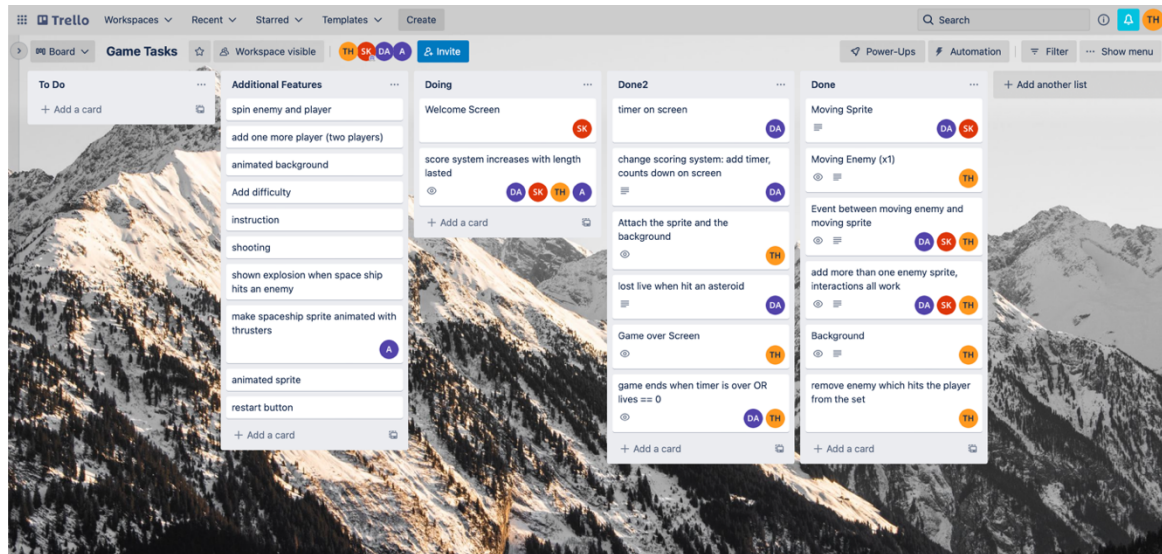 Trello
Workspaces
Recent
Starred
Templates
Create
Search
TH
Board
Game Tasks
Workspace visible
TH SK DA A
Invite
Power-Ups
Automation
Filter
... Show menu
To Do ...
+ Add a card
Additional Features ...
spin enemy and player
add one more player (two players)
animated background
Add difficulty
instruction
shooting
shown explosion when space ship
hits an enemy
make spaceship sprite animated with
thrusters
A
animated sprite
restart button
+ Add a card
Doing ...
Welcome Screen
SK
score system increases with length
lasted
DA SK TH A
+ Add a card
Done2 ...
timer on screen
DA
change scoring system: add timer,
counts down on screen
DA
Attach the sprite and the
background
TH
lost live when hit an asteroid
DA
Game over Screen
TH
game ends when timer is over OR
lives == 0
DA TH
+ Add a card
Done ...
Moving Sprite
DA SK
Moving Enemy (x1)
TH
Event between moving enemy and
moving sprite
DA SK TH
add more than one enemy sprite,
interactions all work
DA SK TH
Background
TH
remove enemy which hits the player
from the set
TH
+ Add a card
+ Add another list